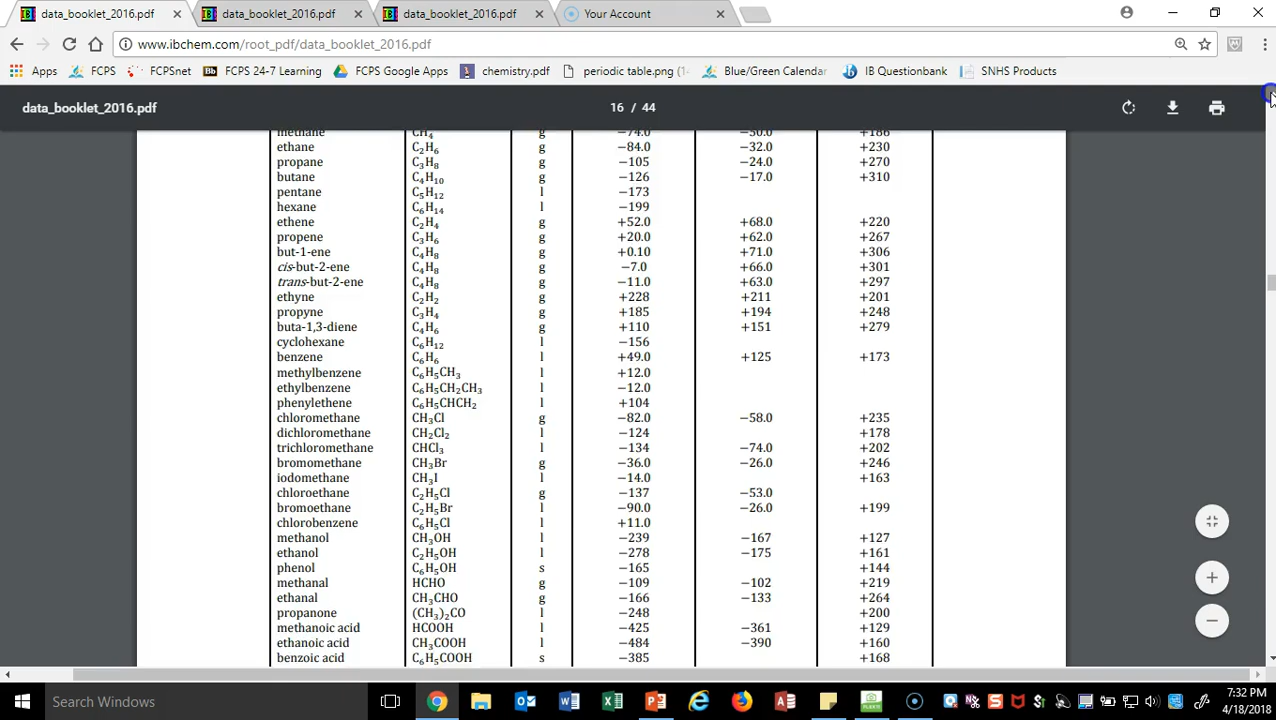 data_booklet_2016.pdf data_booklet_2016.pdf data_booklet_2016.pdf Your Account
www.ibchem.com/root_pdf/data_booklet_2016.pdf
Apps FCPS FCPSnet Bb FCPS 24-7 Learning FCPS Google Apps chemistry.pdf periodic table.png (1 Blue/Green Calendar IB Questionbank SNHS Projects
data_booklet_2016.pdf 16 / 44
methane CH₄ g −74.0 −50.0 +186
ethane C₂H₆ g −84.0 −32.0 +230
propane C₃H₈ g −105 −24.0 +270
butane C₄H₁₀ g −126 −17.0 +310
pentane C₅H₁₂ l −173
hexane C₆H₁₄ l −199
ethene C₂H₄ g +52.0 +68.0 +220
propene C₃H₆ g +20.0 +62.0 +267
but-1-ene C₄H₈ g +0.10 +71.0 +306
cis-but-2-ene C₄H₈ g −7.0 +66.0 +301
trans-but-2-ene C₄H₈ g −11.0 +63.0 +297
ethyne C₂H₂ g +228 +211 +201
propyne C₃H₄ g +185 +194 +248
buta-1,3-diene C₄H₆ g +110 +151 +279
cyclohexane C₆H₁₂ l −156
benzene C₆H₆ l +49.0 +125 +173
methylbenzene C₆H₅CH₃ l +12.0
ethylbenzene C₆H₅CH₂CH₃ l −12.0
phenylethene C₆H₅CHCH₂ l +104
chloromethane CH₃Cl g −82.0 −58.0 +235
dichloromethane CH₂Cl₂ l −124 +178
trichloromethane CHCl₃ l −134 −74.0 +202
bromomethane CH₃Br g −36.0 −26.0 +246
iodomethane CH₃I l −14.0 +163
chloroethane C₂H₅Cl g −137 −53.0
bromoethane C₂H₅Br l −90.0 −26.0 +199
chlorobenzene C₆H₅Cl l +11.0
methanol CH₃OH l −239 −167 +127
ethanol C₂H₅OH l −278 −175 +161
phenol C₆H₅OH s −165 +144
methanal HCHO g −109 −102 +219
ethanal CH₃CHO g −166 −133 +264
propanone (CH₃)₂CO l −248 +200
methanoic acid HCOOH l −425 −361 +129
ethanoic acid CH₃COOH l −484 −390 +160
benzoic acid C₆H₅COOH s −385 +168
Search Windows 7:32 PM
4/18/2018